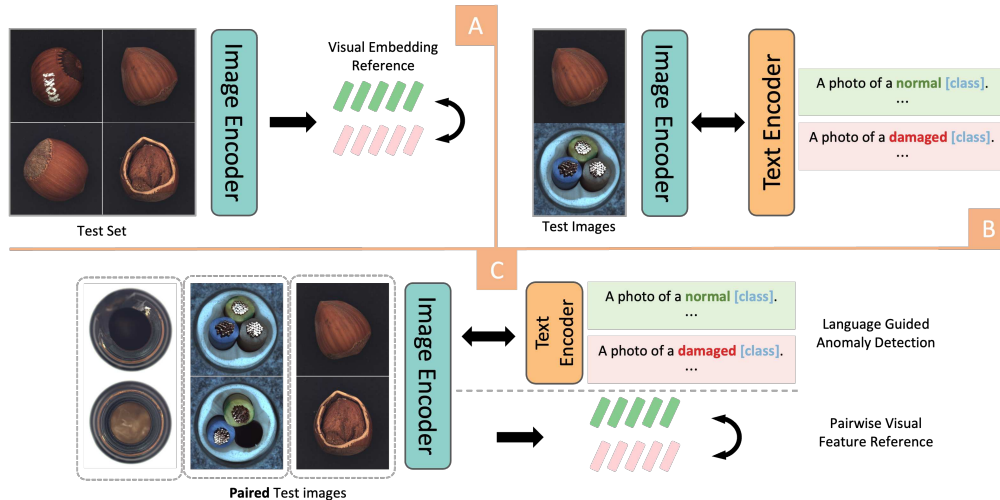 A
Image Encoder
Visual Embedding
Reference
Test Set
B
Image Encoder
Text Encoder
A photo of a normal [class].
...
A photo of a damaged [class].
...
Test Images
C
Image Encoder
Text
Encoder
A photo of a normal [class].
...
A photo of a damaged [class].
...
Language Guided
Anomaly Detection
Pairwise Visual
Feature Reference
Paired Test images